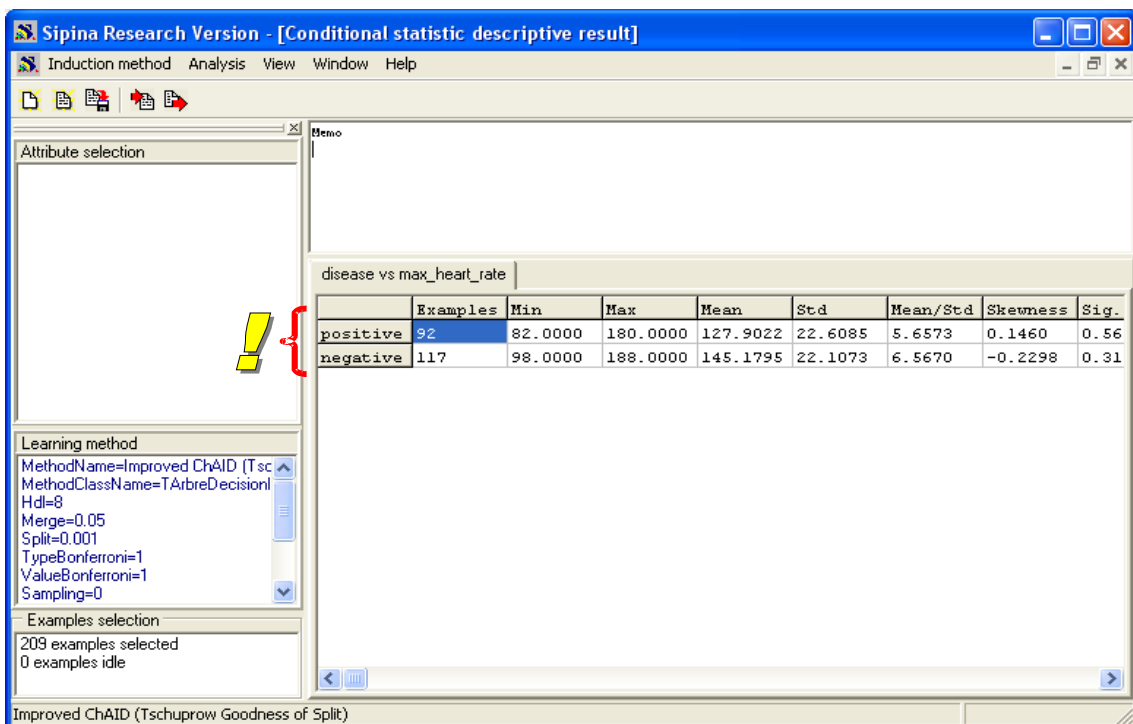 Sipina Research Version - [Conditional statistic descriptive result]
Induction method Analysis View Window Help
Attribute selection
Memo
disease vs max_heart_rate
Examples Min Max Mean Std Mean/Std Skewness Sig.
positive 92 82.0000 180.0000 127.9022 22.6085 5.6573 0.1460 0.56
negative 117 98.0000 188.0000 145.1795 22.1073 6.5670 -0.2298 0.31
Learning method
MethodName=Improved ChAID (Tsc
MethodClassName=TArbreDecisionI
Hdl=8
Merge=0.05
Split=0.001
TypeBonferroni=1
ValueBonferroni=1
Sampling=0
Examples selection
209 examples selected
0 examples idle
Improved ChAID (Tschuprow Goodness of Split)